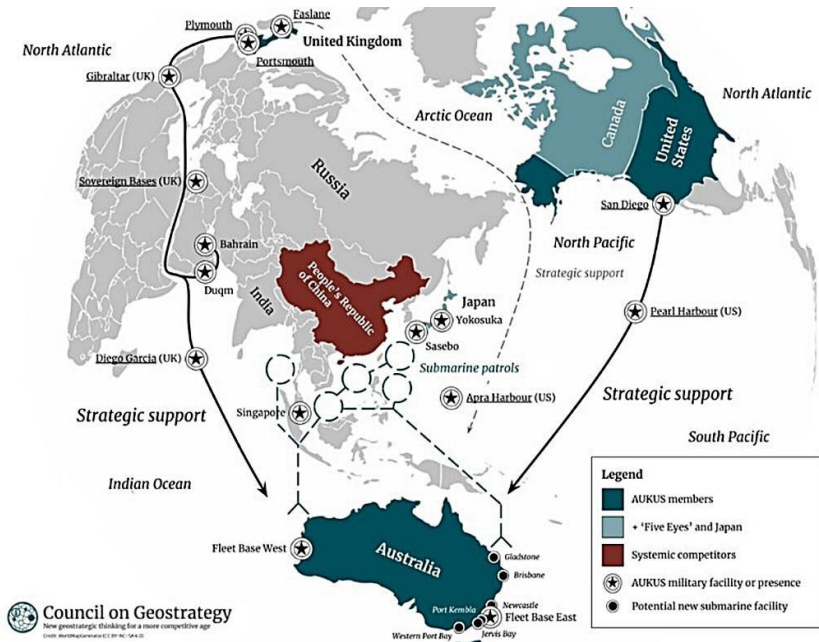 Faslane
Plymouth
United Kingdom
Portsmouth
North Atlantic
Gibraltar (UK)
Arctic Ocean
North Atlantic
Canada
United
States
Russia
Sovereign Bases (UK)
San Diego
Bahrain
North Pacific
People's Republic
of China
Strategic support
Duqm
India
Japan
Yokosuka
Pearl Harbour (US)
Sasebo
Diego Garcia (UK)
Submarine patrols
Strategic support
Apra Harbour (US)
Strategic support
Singapore
South Pacific
Indian Ocean
Legend
AUKUS members
+ 'Five Eyes' and Japan
Systemic competitors
AUKUS military facility or presence
Potential new submarine facility
Fleet Base West
Australia
Gladstone
Brisbane
Newcastle
Port Kembla
Fleet Base East
Western Port Bay
Jervis Bay
Council on Geostrategy
New geostrategic thinking for a more competitive age